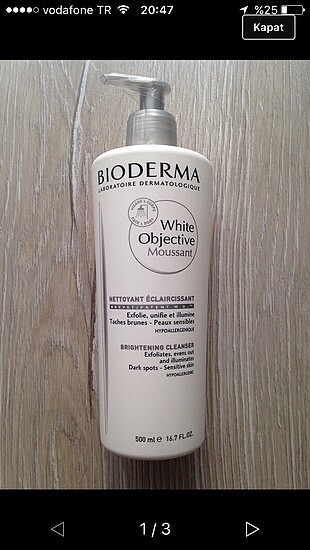 vodafone TR 20:47 %25
Kapat
BIODERMA
LABORATOIRE DERMATOLOGIQUE
White
Objective
Moussant
NETTOYANT ÉCLAIRCISSANT
BREVET/PATENT W.O.
Exfolie, unifie et illumine
Taches brunes - Peaux sensibles
HYPOALLERGÉNIQUE
BRIGHTENING CLEANSER
Exfoliates, evens out
and illuminates
Dark spots - Sensitive skin
HYPOALLERGENIC
500 ml e 16.7 FL.OZ.
1 / 3